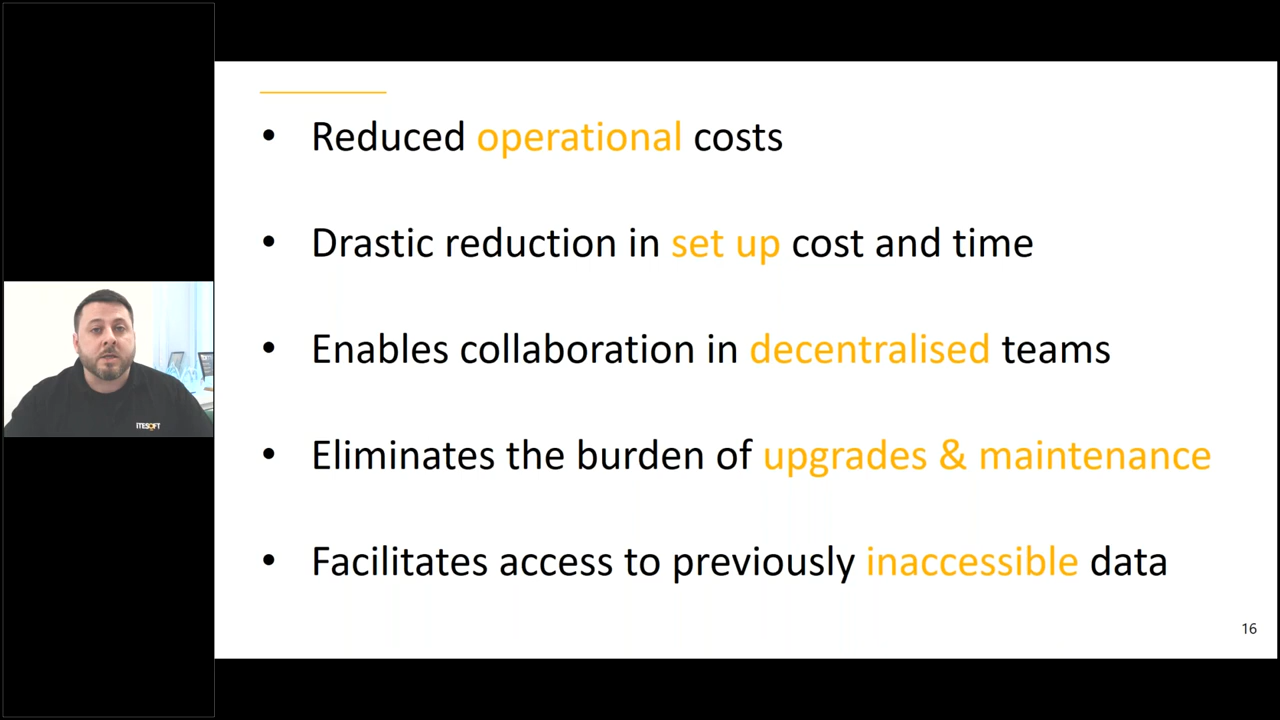 • Reduced operational costs
• Drastic reduction in set up cost and time
• Enables collaboration in decentralised teams
• Eliminates the burden of upgrades & maintenance
• Facilitates access to previously inaccessible data
ITESOFT
16